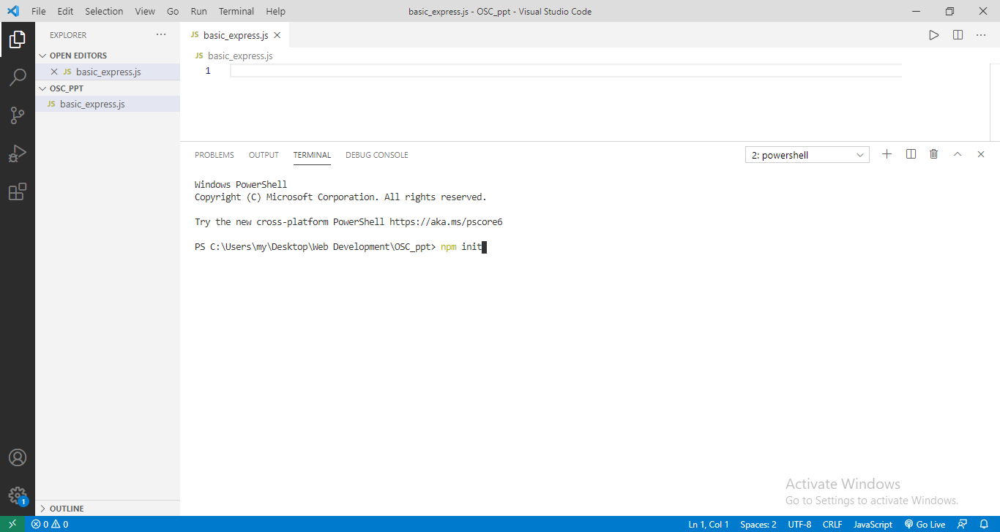 File Edit Selection View Go Run Terminal Help basic_express.js - OSC_ppt - Visual Studio Code
EXPLORER ···
OPEN EDITORS
JS basic_express.js
OSC_PPT
JS basic_express.js
OUTLINE
JS basic_express.js
JS basic_express.js
1
PROBLEMS OUTPUT TERMINAL DEBUG CONSOLE 2: powershell
Windows PowerShell
Copyright (C) Microsoft Corporation. All rights reserved.
Try the new cross-platform PowerShell https://aka.ms/pscore6
PS C:\Users\my\Desktop\Web Development\OSC_ppt> npm init
Activate Windows
Go to Settings to activate Windows.
1
0 0 Ln 1, Col 1 Spaces: 2 UTF-8 CRLF JavaScript Go Live